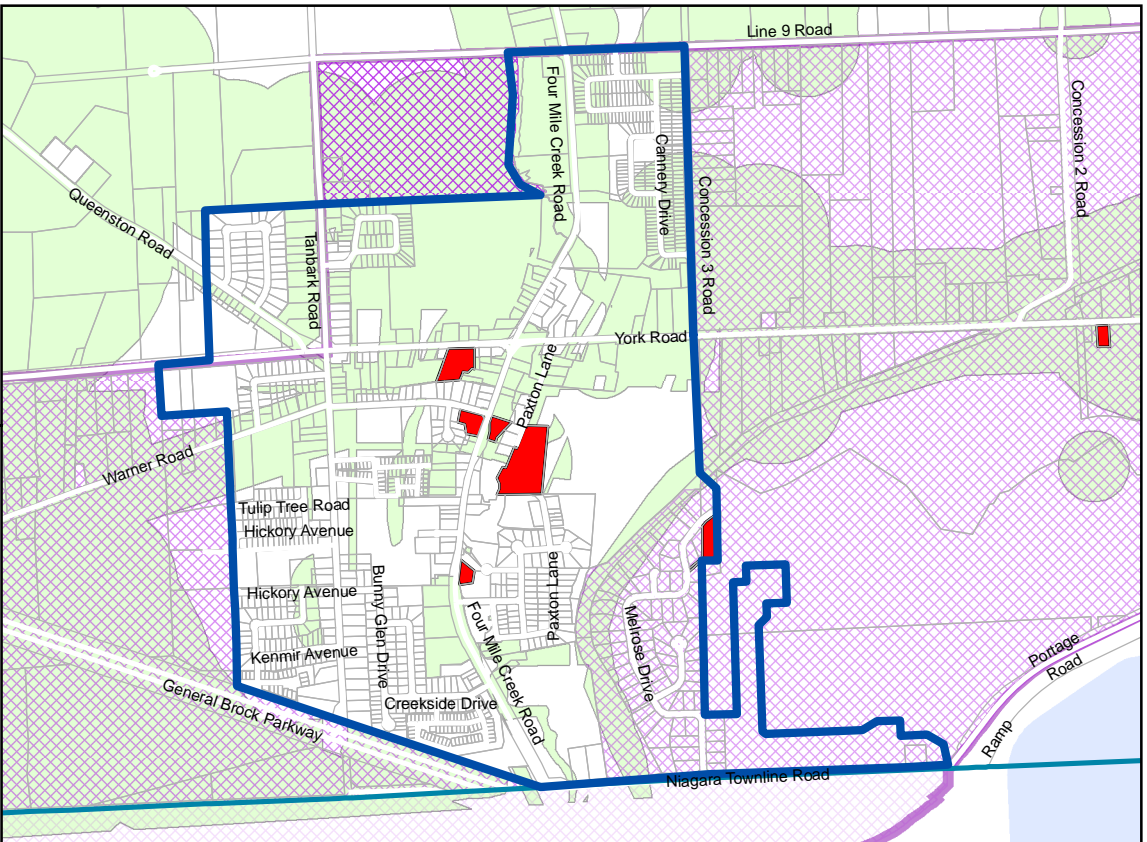 Line 9 Road
Four Mile Creek Road
Concession 2 Road
Cannery Drive
Concession 3 Road
Queenston Road
Tanbark Road
York Road
Paxton Lane
Warner Road
Tulip Tree Road
Hickory Avenue
Paxton Lane
Bunny Glen Drive
Hickory Avenue
Four Mile Creek Road
Melrose Drive
Kenmir Avenue
Portage
Road
General Brock Parkway
Creekside Drive
Ramp
Niagara Townline Road